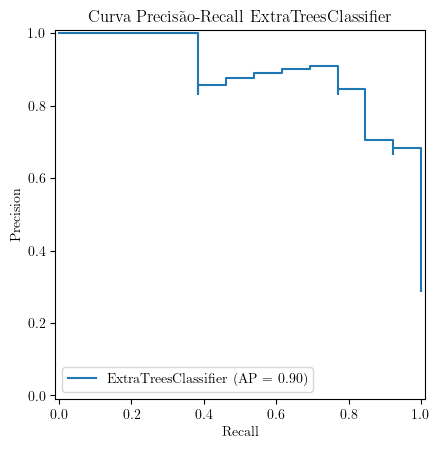 Curva Precisão-Recall ExtraTreesClassifier
1.0
0.8
0.6
0.4
0.2
0.0
Precision
ExtraTreesClassifier (AP = 0.90)
0.0 0.2 0.4 0.6 0.8 1.0
Recall